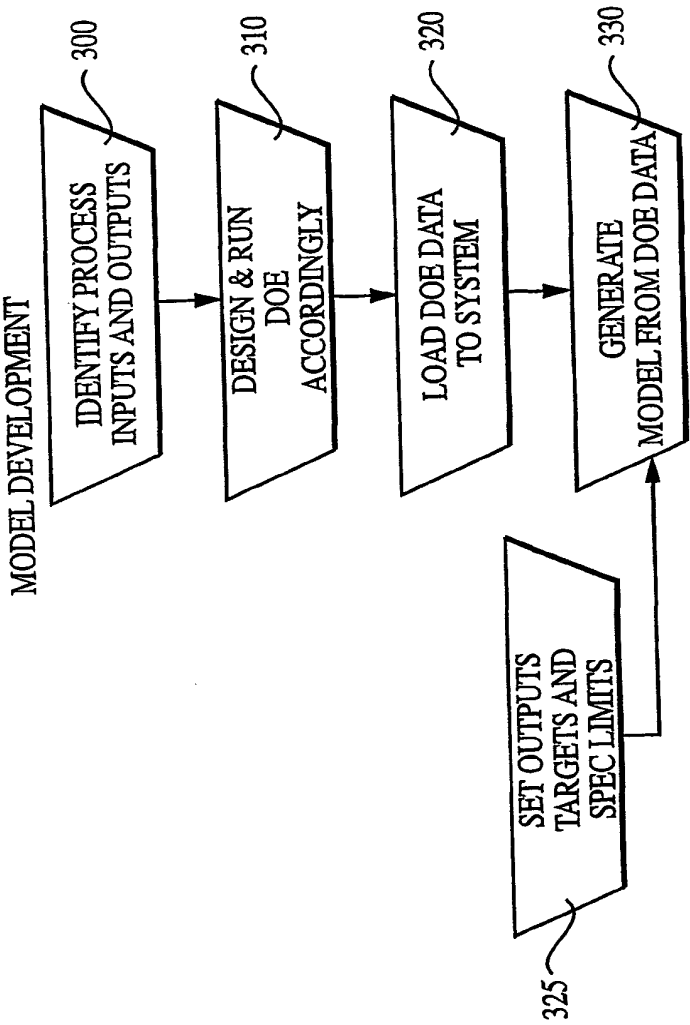 MODEL DEVELOPMENT
IDENTIFY PROCESS
INPUTS AND OUTPUTS
300
DESIGN & RUN
DOE
ACCORDINGLY
310
LOAD DOE DATA
TO SYSTEM
320
SET OUTPUTS
TARGETS AND
SPEC LIMITS
325
GENERATE
MODEL FROM DOE DATA
330